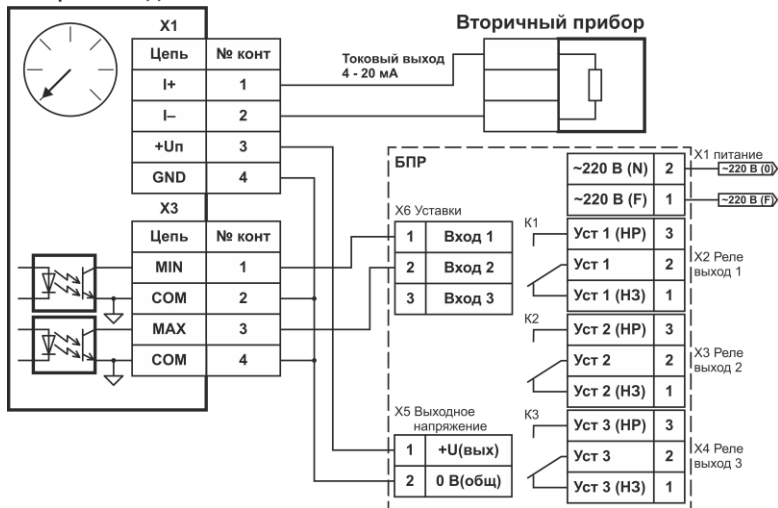 Вторичный прибор
X1
Цепь № конт
I+ 1
I– 2
+Uп 3
GND 4
Токовый выход
4 - 20 мА
X3
Цепь № конт
MIN 1
COM 2
MAX 3
COM 4
БПР
~220 В (N) 2
~220 В (F) 1
X1 питание
~220 В (0)
~220 В (F)
X6 Уставки
1 Вход 1
2 Вход 2
3 Вход 3
К1
Уст 1 (НР) 3
Уст 1 2
Уст 1 (НЗ) 1
X2 Реле
выход 1
К2
Уст 2 (НР) 3
Уст 2 2
Уст 2 (НЗ) 1
X3 Реле
выход 2
X5 Выходное
напряжение
1 +U(вых)
2 0 В(общ)
К3
Уст 3 (НР) 3
Уст 3 2
Уст 3 (НЗ) 1
X4 Реле
выход 3